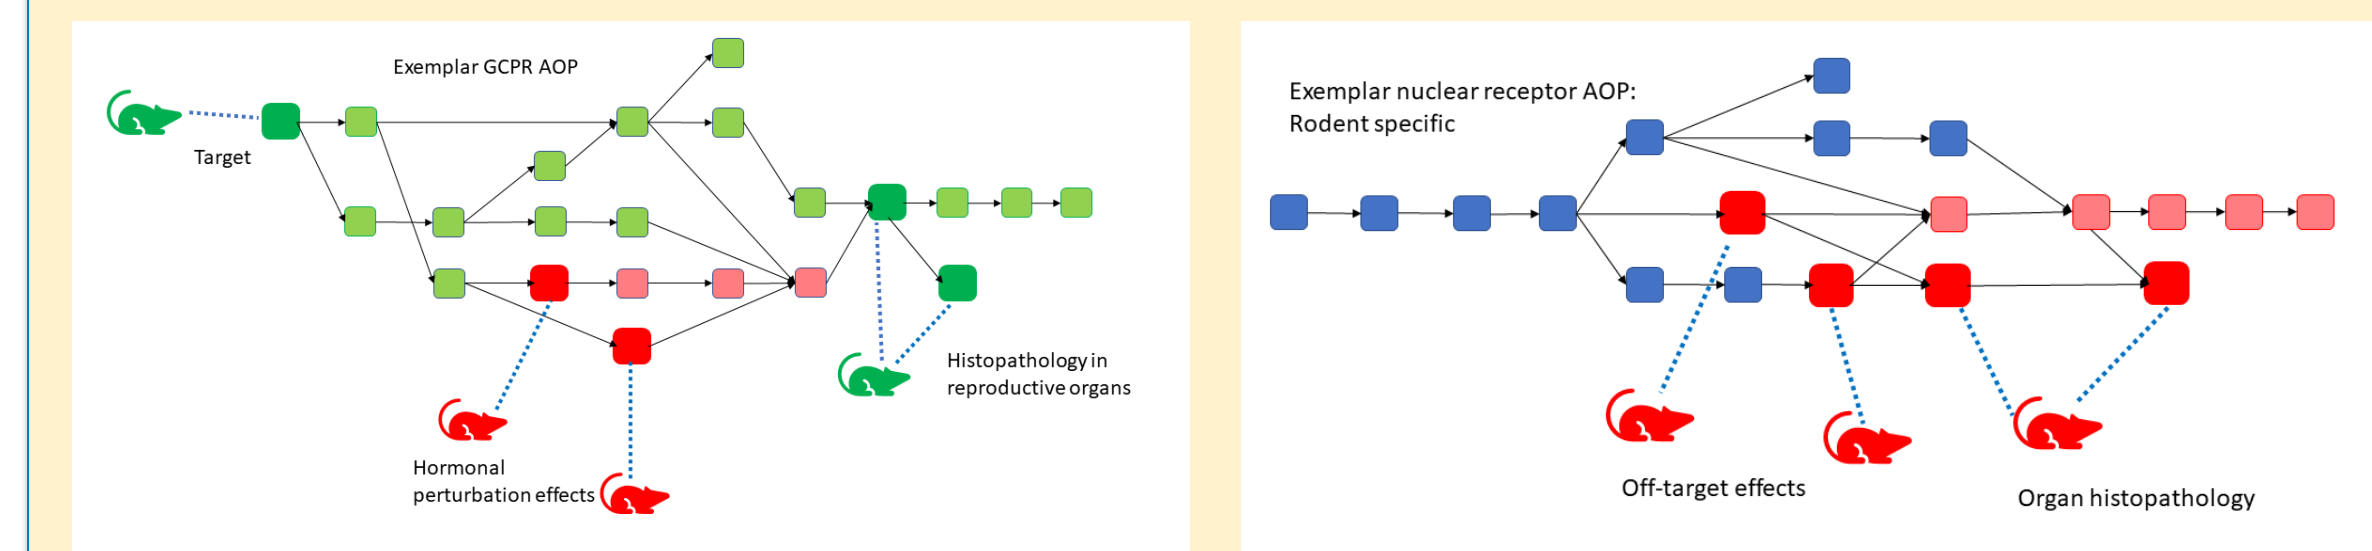 Exemplar GCPR AOP
Target
Hormonal
perturbation effects
Histopathology in
reproductive organs
Exemplar nuclear receptor AOP:
Rodent specific
Off-target effects
Organ histopathology